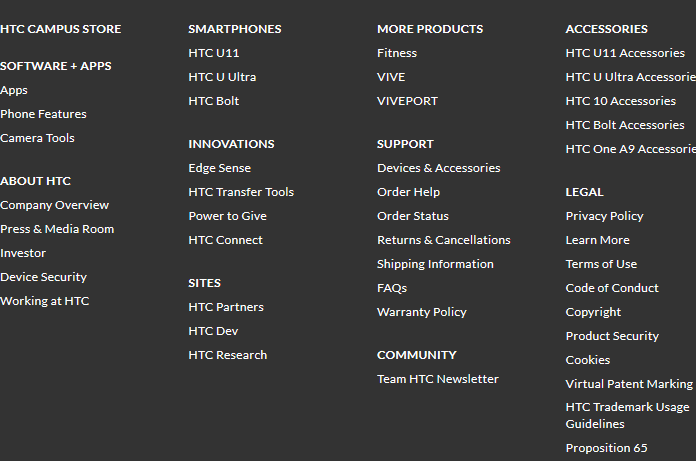 HTC CAMPUS STORE
SOFTWARE + APPS
Apps
Phone Features
Camera Tools
ABOUT HTC
Company Overview
Press & Media Room
Investor
Device Security
Working at HTC
SMARTPHONES
HTC U11
HTC U Ultra
HTC Bolt
INNOVATIONS
Edge Sense
HTC Transfer Tools
Power to Give
HTC Connect
SITES
HTC Partners
HTC Dev
HTC Research
MORE PRODUCTS
Fitness
VIVE
VIVEPORT
SUPPORT
Devices & Accessories
Order Help
Order Status
Returns & Cancellations
Shipping Information
FAQs
Warranty Policy
COMMUNITY
Team HTC Newsletter
ACCESSORIES
HTC U11 Accessories
HTC U Ultra Accessorie
HTC 10 Accessories
HTC Bolt Accessories
HTC One A9 Accessorie
LEGAL
Privacy Policy
Learn More
Terms of Use
Code of Conduct
Copyright
Product Security
Cookies
Virtual Patent Marking
HTC Trademark Usage
Guidelines
Proposition 65